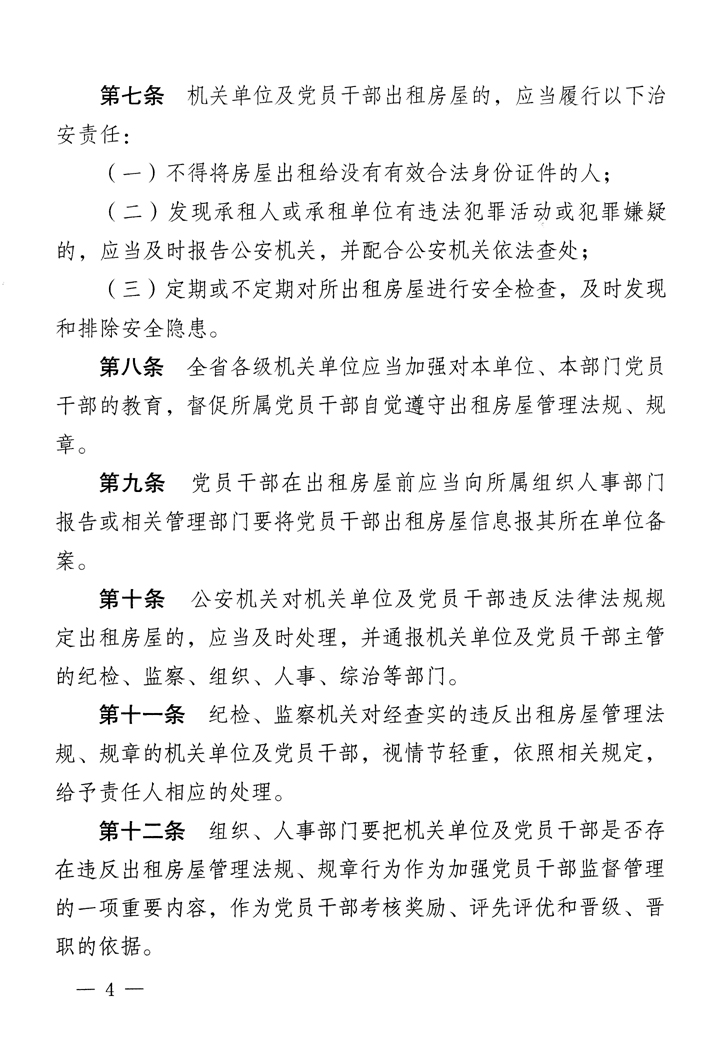 第七条 机关单位及党员干部出租房屋的，应当履行以下治
安责任：
（一）不得将房屋出租给没有有效合法身份证件的人；
（二）发现承租人或承租单位有违法犯罪活动或犯罪嫌疑
的，应当及时报告公安机关，并配合公安机关依法查处；
（三）定期或不定期对所出租房屋进行安全检查，及时发现
和排除安全隐患。
第八条 全省各级机关单位应当加强对本单位、本部门党员
干部的教育，督促所属党员干部自觉遵守出租房屋管理法规、规
章。
第九条 党员干部在出租房屋前应当向所属组织人事部门
报告或相关管理部门要将党员干部出租房屋信息报其所在单位备
案。
第十条 公安机关对机关单位及党员干部违反法律法规规
定出租房屋的，应当及时处理，并通报机关单位及党员干部主管
的纪检、监察、组织、人事、综治等部门。
第十一条 纪检、监察机关对经查实的违反出租房屋管理法
规、规章的机关单位及党员干部，视情节轻重，依照相关规定，
给予责任人相应的处理。
第十二条 组织、人事部门要把机关单位及党员干部是否存
在违反出租房屋管理法规、规章行为作为加强党员干部监督管理
的一项重要内容，作为党员干部考核奖励、评先评优和晋级、晋
职的依据。
— 4 —